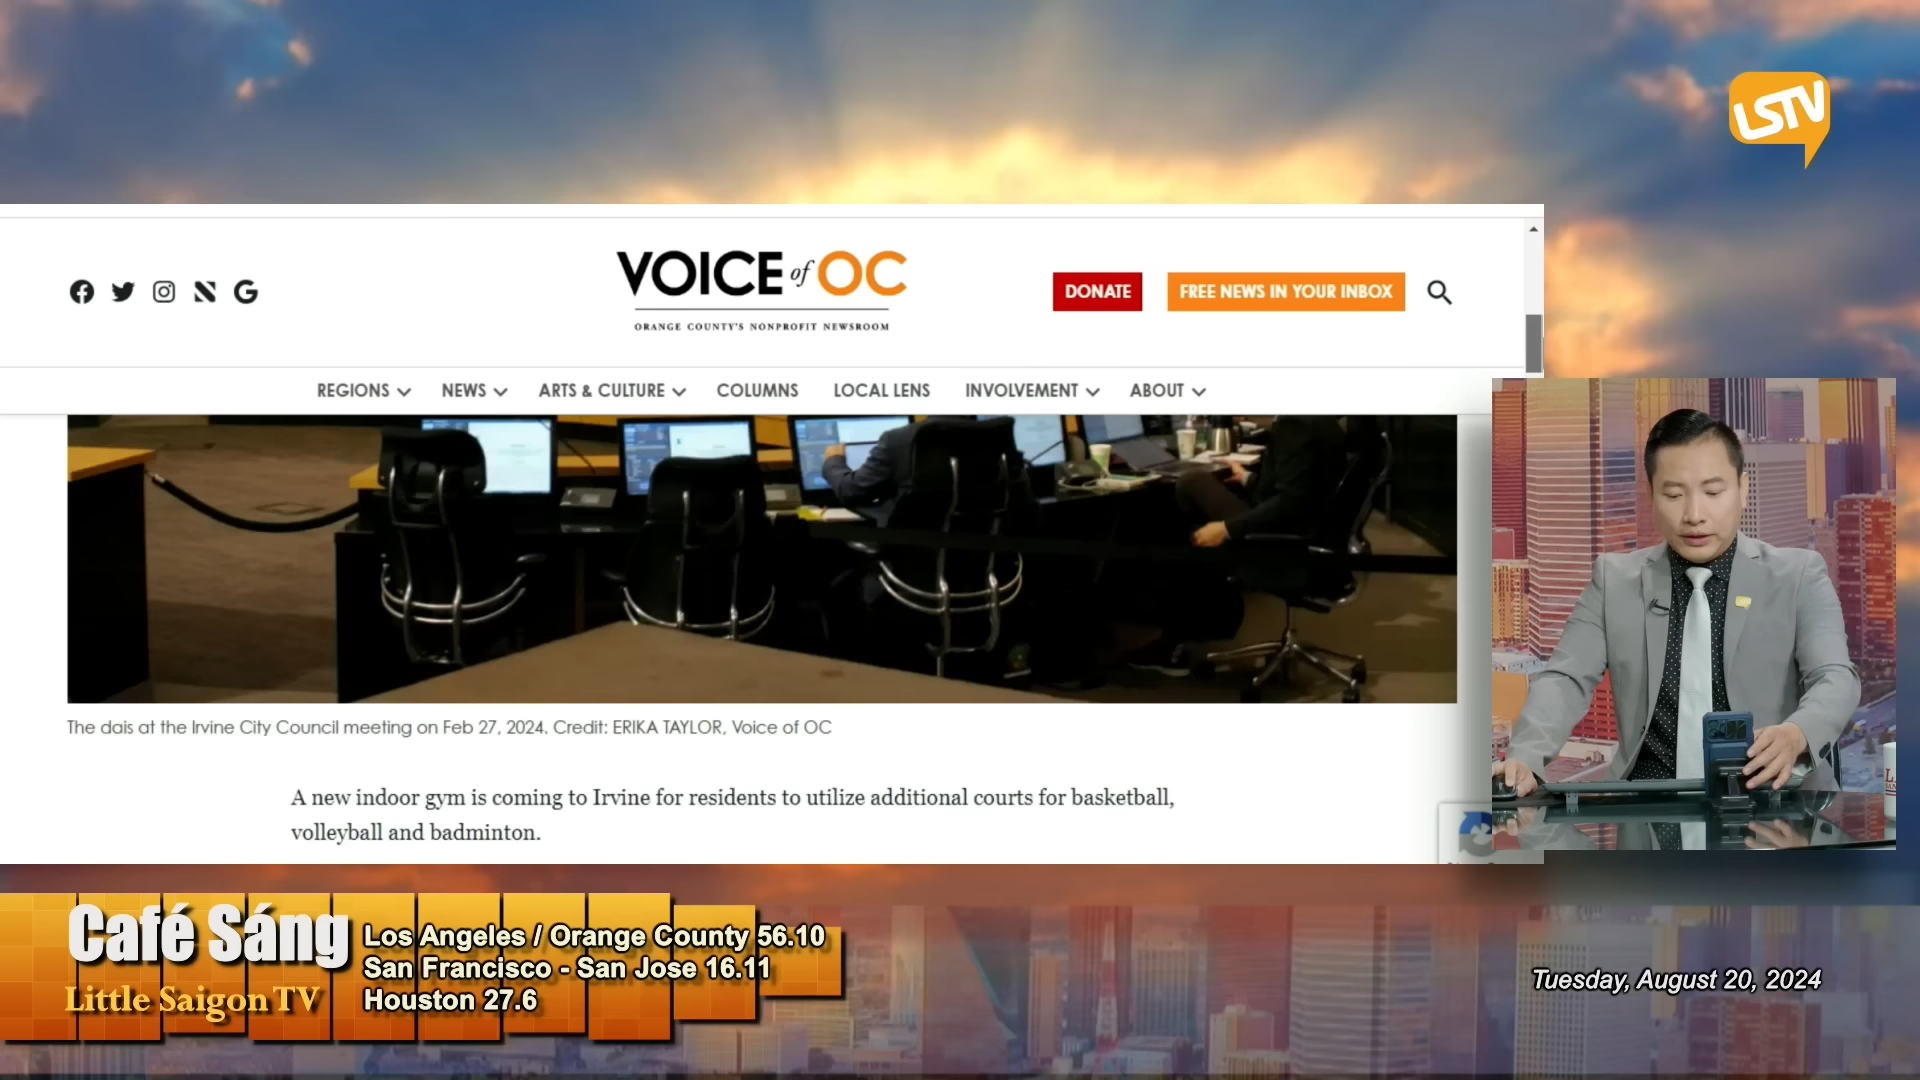 LSTV
VOICE of OC
ORANGE COUNTY'S NONPROFIT NEWSROOM
DONATE
FREE NEWS IN YOUR INBOX
REGIONS
NEWS
ARTS & CULTURE
COLUMNS
LOCAL LENS
INVOLVEMENT
ABOUT
The dais at the Irvine City Council meeting on Feb 27, 2024. Credit: ERIKA TAYLOR, Voice of OC
A new indoor gym is coming to Irvine for residents to utilize additional courts for basketball,
volleyball and badminton.
Café Sáng
Little Saigon TV
Los Angeles / Orange County 56.10
San Francisco - San Jose 16.11
Houston 27.6
Tuesday, August 20, 2024